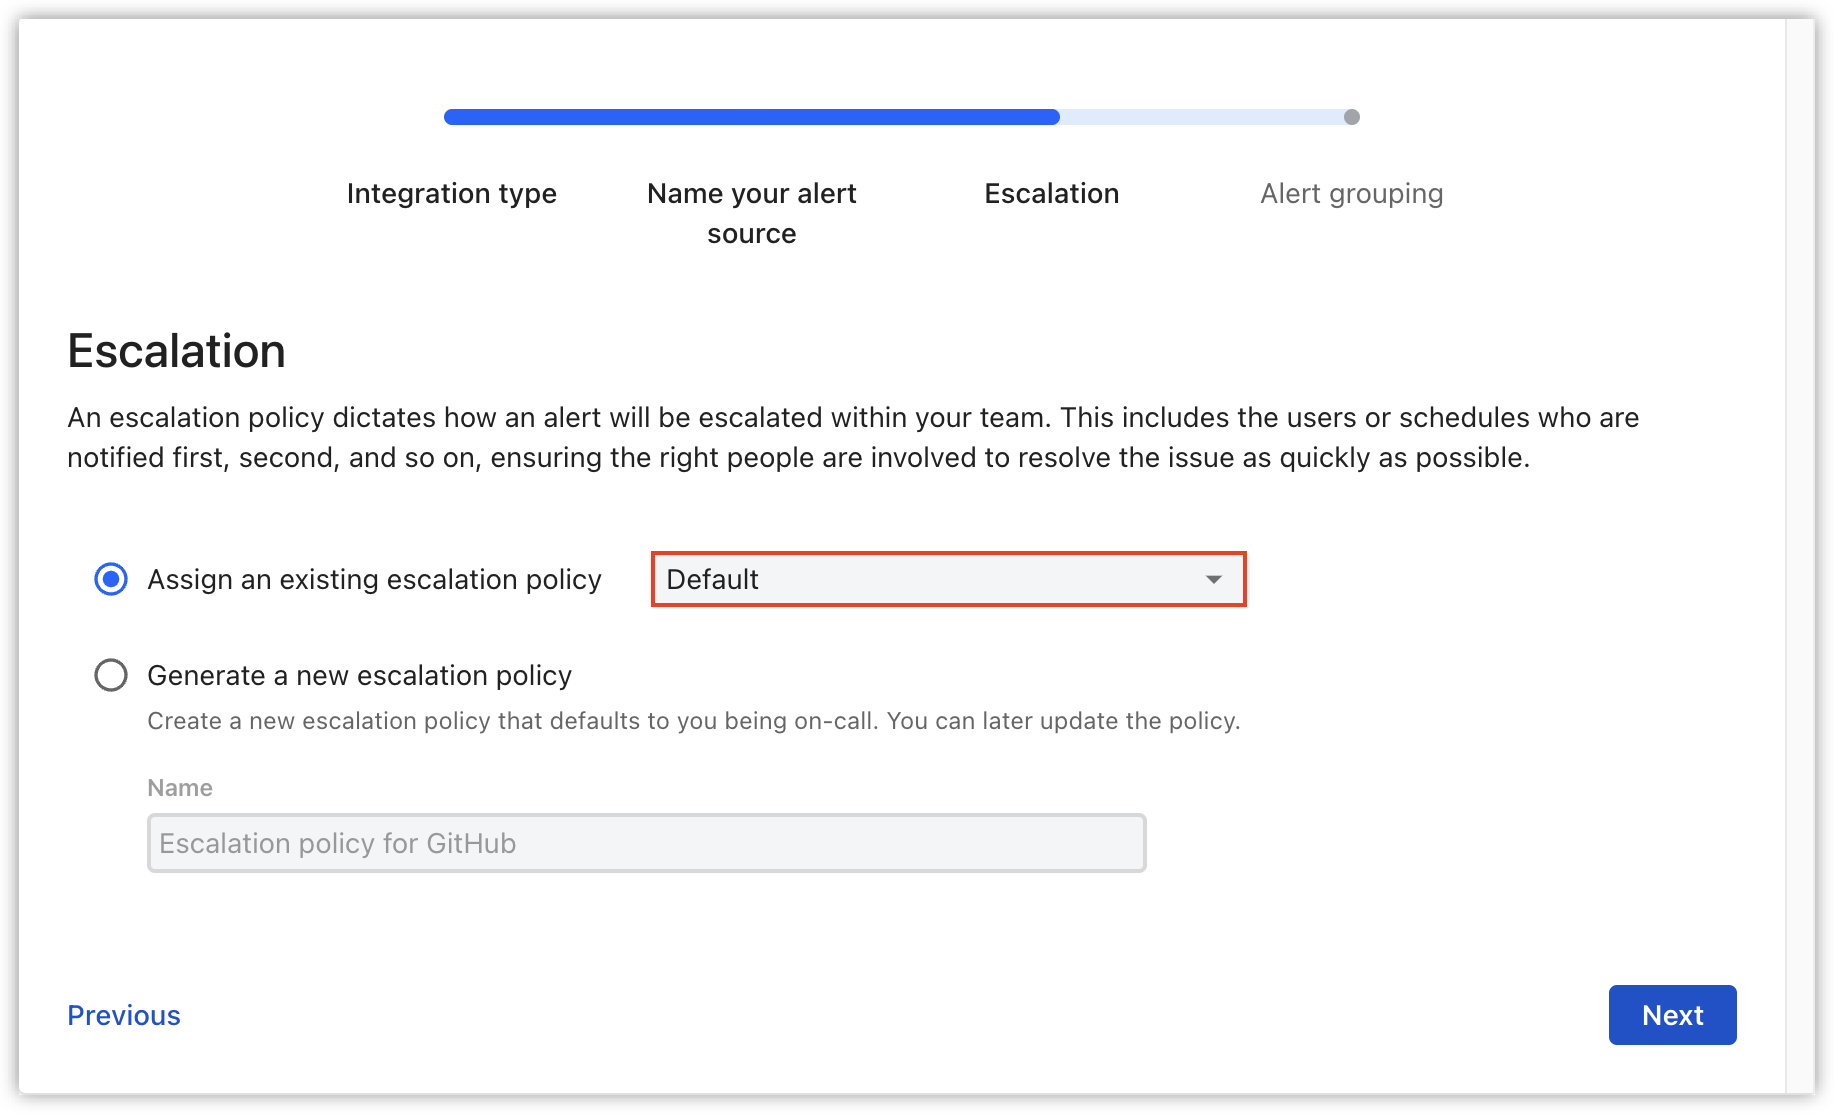 Integration type
Name your alert
source
Escalation
Alert grouping
Escalation
An escalation policy dictates how an alert will be escalated within your team. This includes the users or schedules who are
notified first, second, and so on, ensuring the right people are involved to resolve the issue as quickly as possible.
Assign an existing escalation policy
Default
Generate a new escalation policy
Create a new escalation policy that defaults to you being on-call. You can later update the policy.
Name
Escalation policy for GitHub
Previous
Next